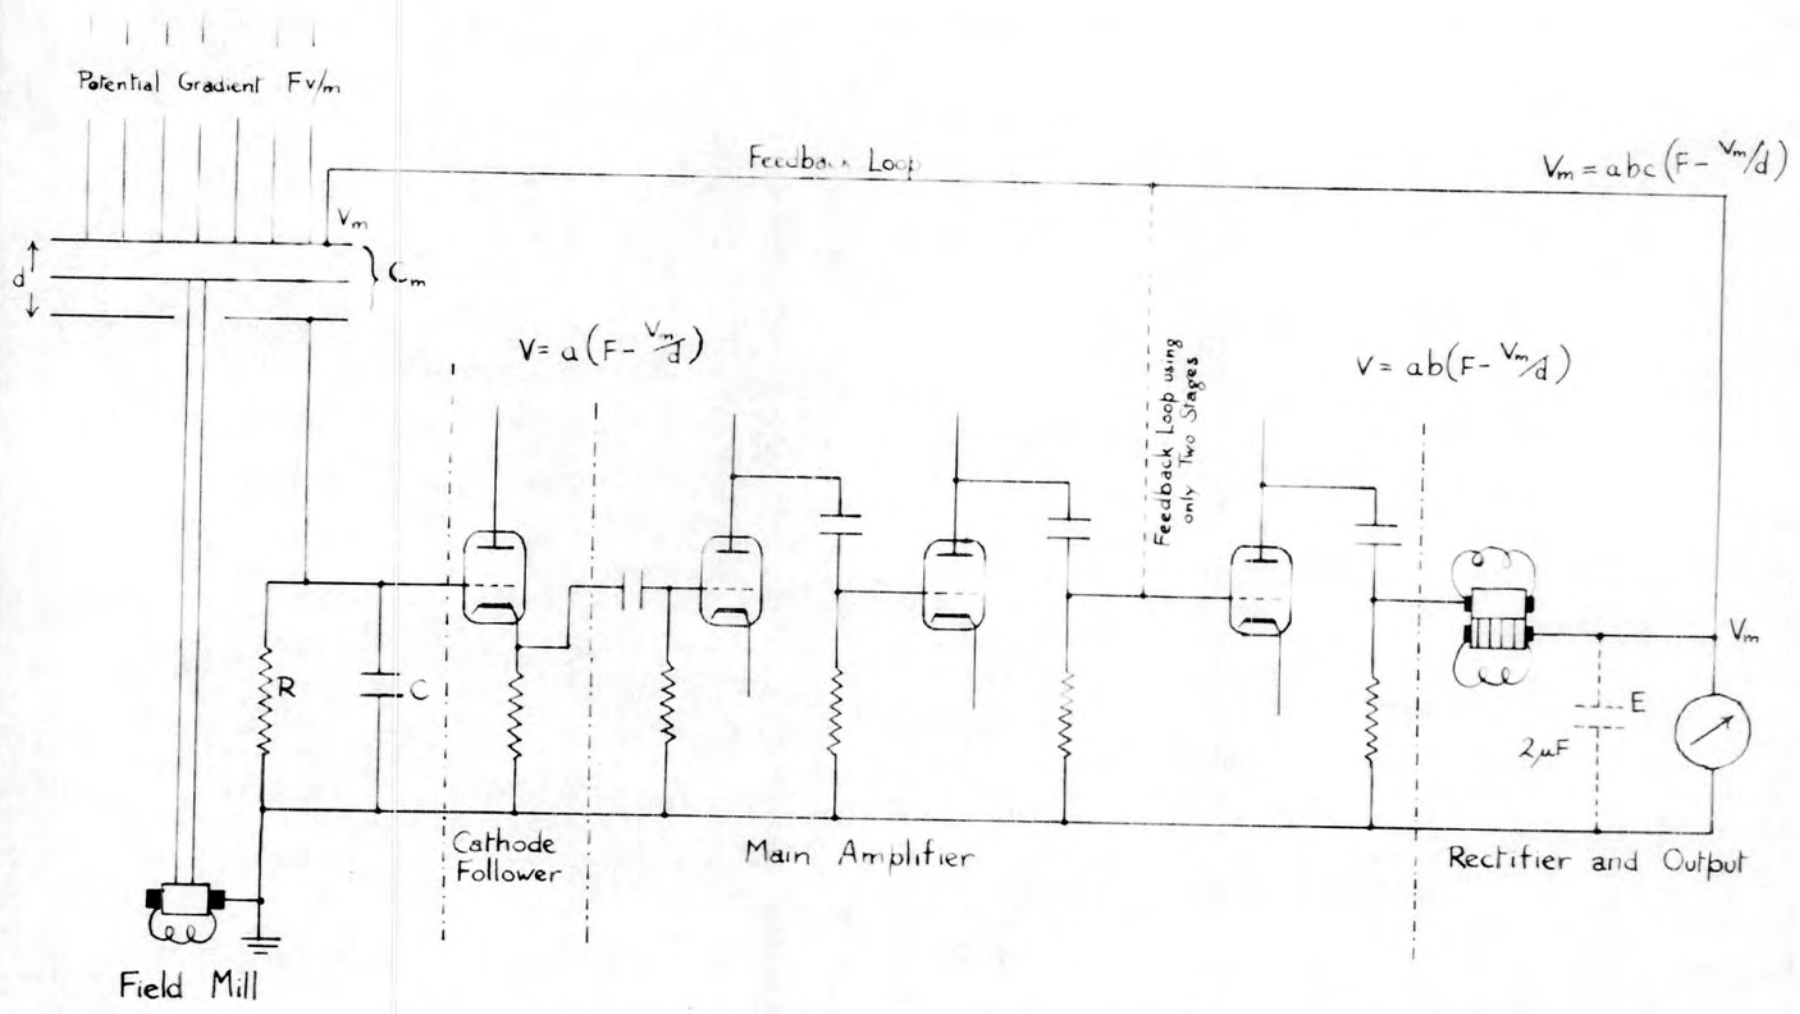 Potential Gradient F v/m
Feedback Loop
Vm = abc(F - Vm/d)
Vm
d
Cm
V = a(F - Vm/d)
Feedback Loop using
only Two Stages
V = ab(F - Vm/d)
R
C
Vm
E
2μF
Cathode
Follower
Main Amplifier
Rectifier and Output
Field Mill